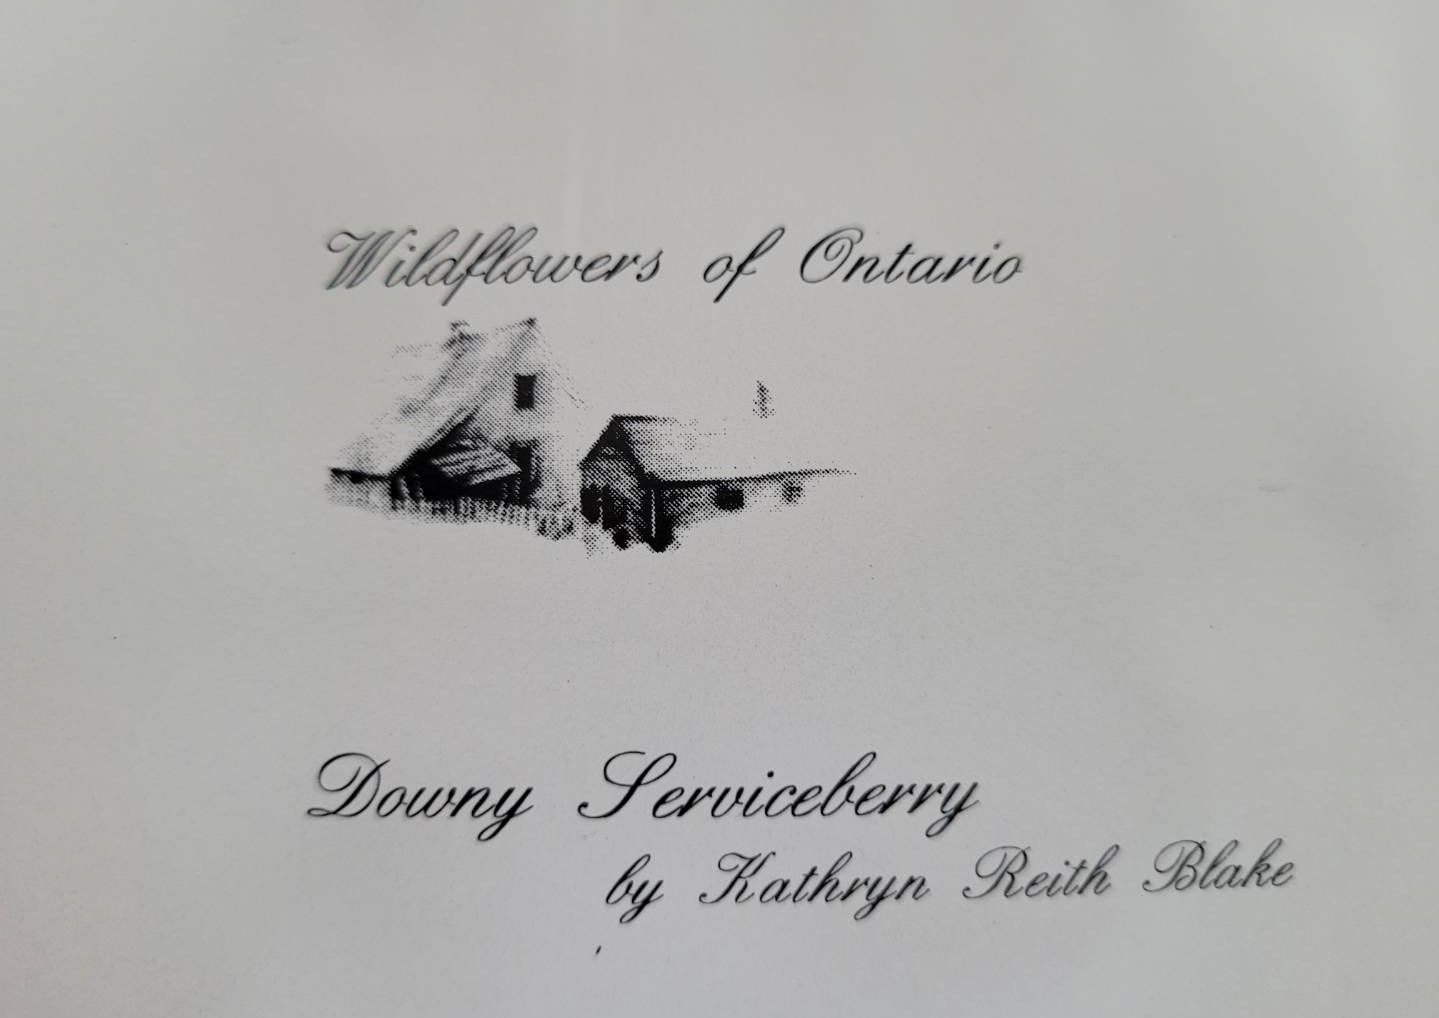 Wildflowers of Ontario
Downy Serviceberry
by Kathryn Reith Blake